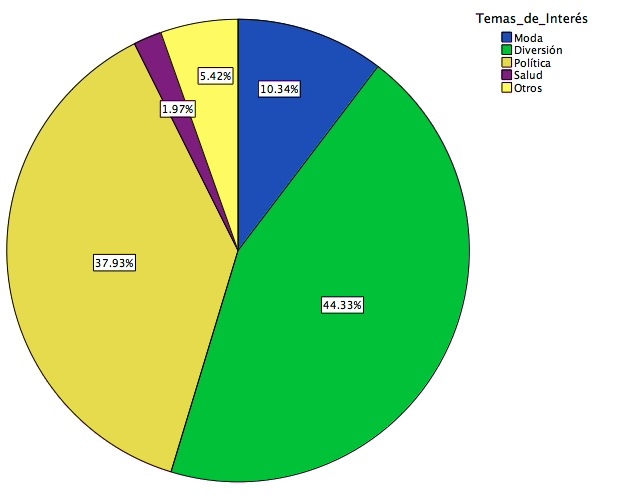 Temas_de_Interés
Moda
Diversión
Política
Salud
Otros
5.42%
10.34%
1.97%
37.93%
44.33%